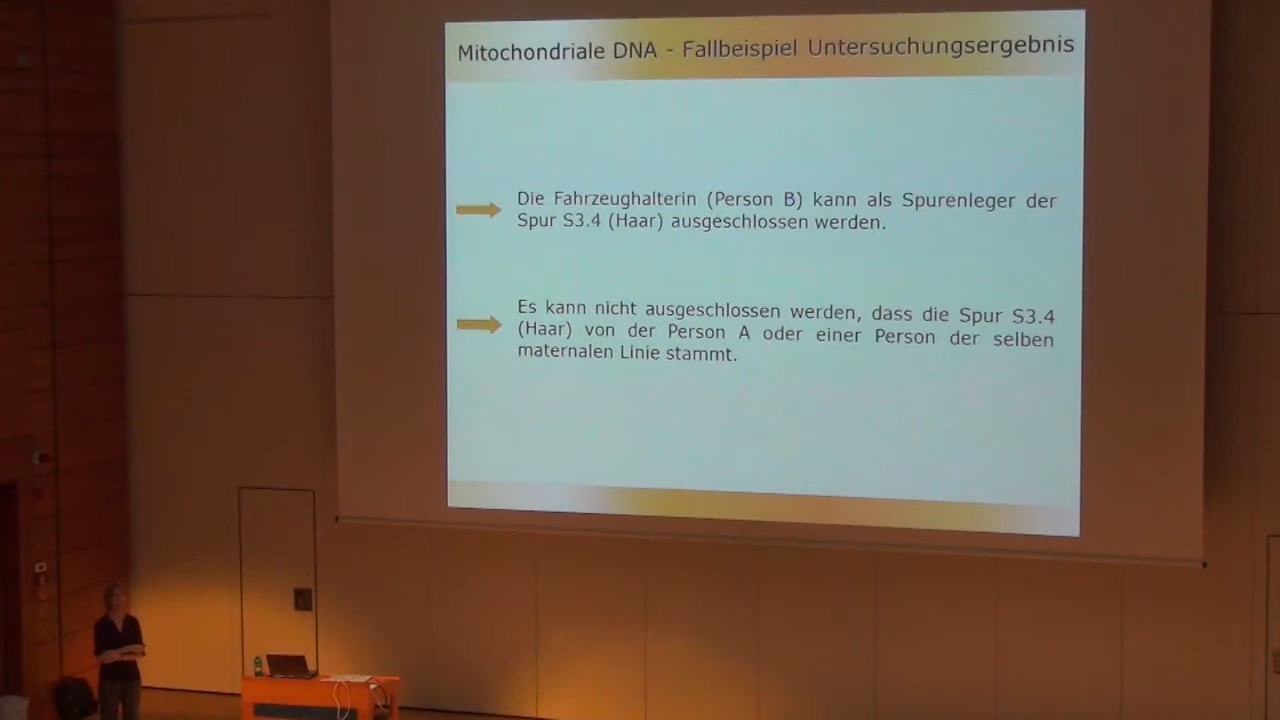 Mitochondriale DNA - Fallbeispiel Untersuchungsergebnis
Die Fahrzeughalterin (Person B) kann als Spurenleger der
Spur S3.4 (Haar) ausgeschlossen werden.
Es kann nicht ausgeschlossen werden, dass die Spur S3.4
(Haar) von der Person A oder einer Person der selben
maternalen Linie stammt.